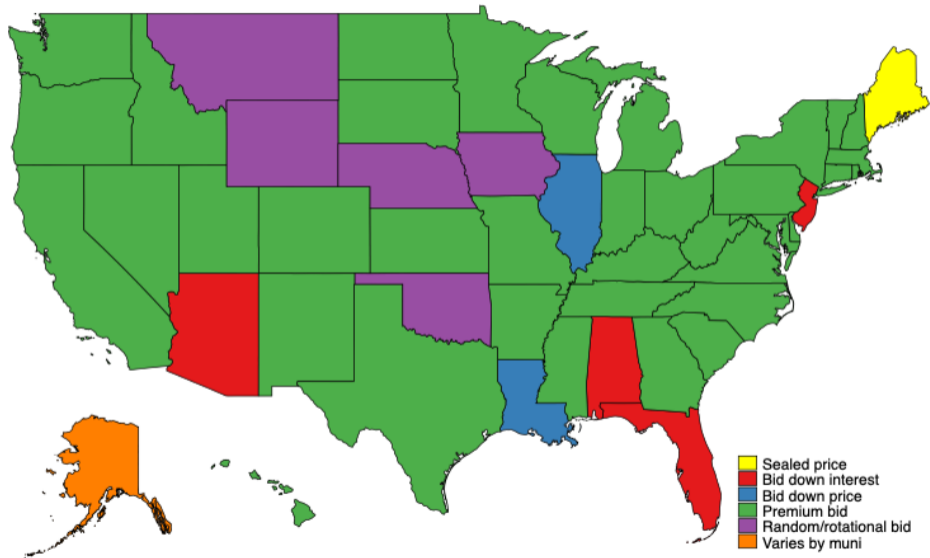 Sealed price
Bid down interest
Bid down price
Premium bid
Random/rotational bid
Varies by muni